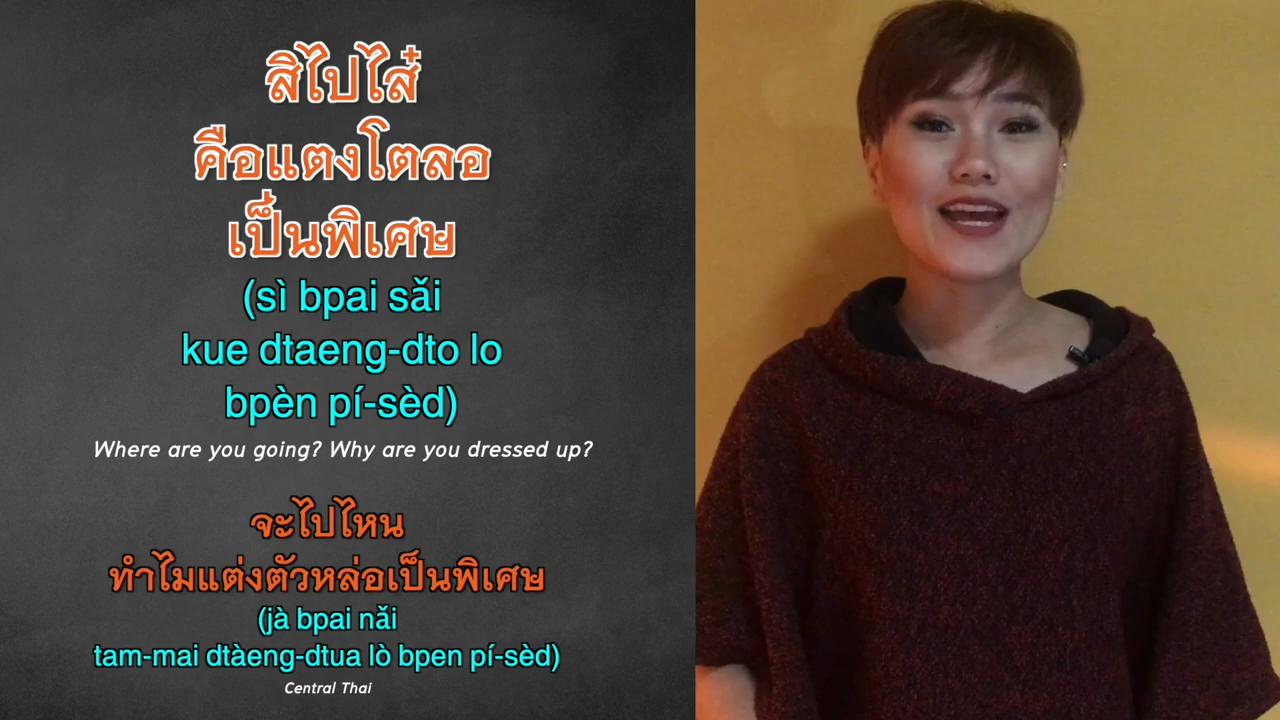 สิไปไส๋
คือแตงโตลอ
เป็่นพิเศษ
(sì bpai sǎi
kue dtaeng-dto lo
bpèn pí-sèd)
Where are you going? Why are you dressed up?
จะไปไหน
ทำไมแต่งตัวหล่อเป็นพิเศษ
(jà bpai nǎi
tam-mai dtàeng-dtua lò bpen pí-sèd)
Central Thai